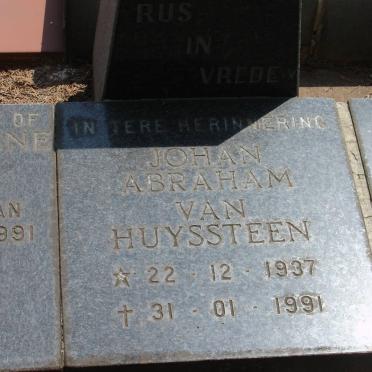 RUS
IN
VREDE
OF
NE
AN
991
IN TERE HERINNERING
JOHAN
ABRAHAM
VAN
HUYSSTEEN
☆ 22 - 12 - 1937
✝ 31 - 01 - 1991